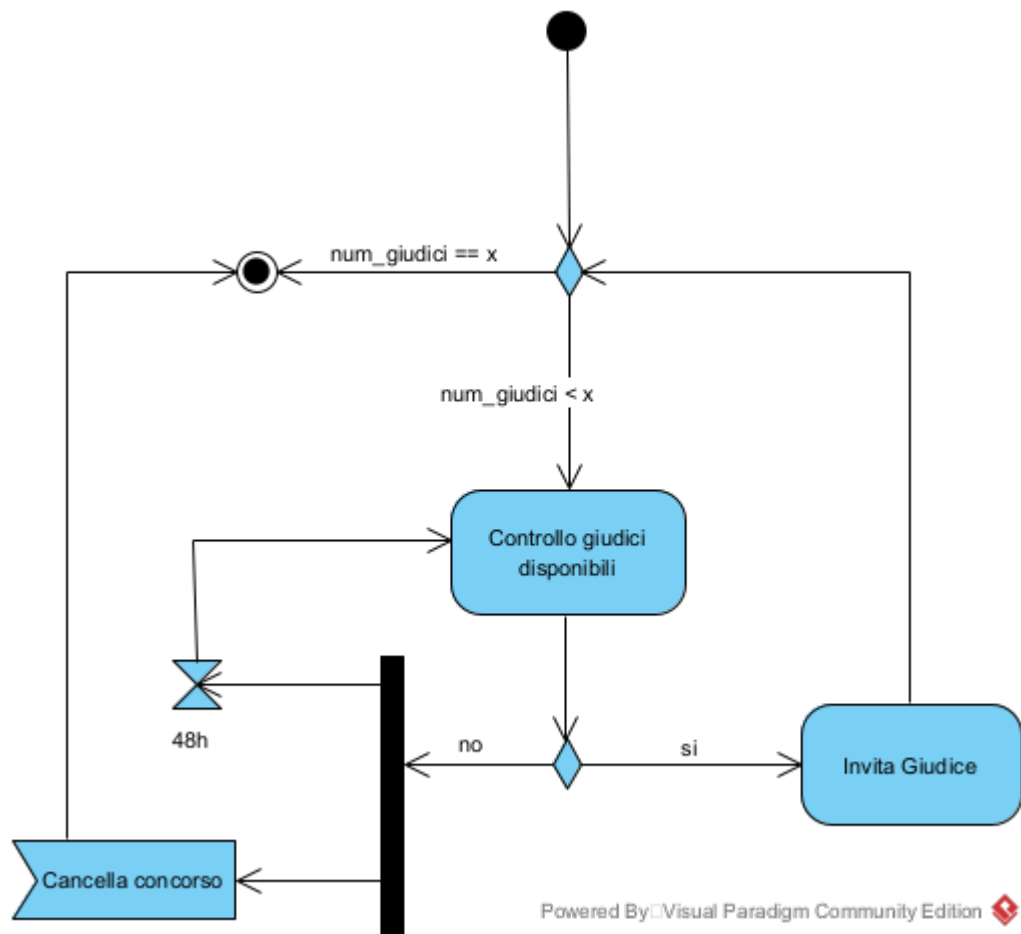 num_giudici == x
num_giudici < x
Controllo giudici
disponibili
48h
no
si
Invita Giudice
Cancella concorso
Powered By Visual Paradigm Community Edition